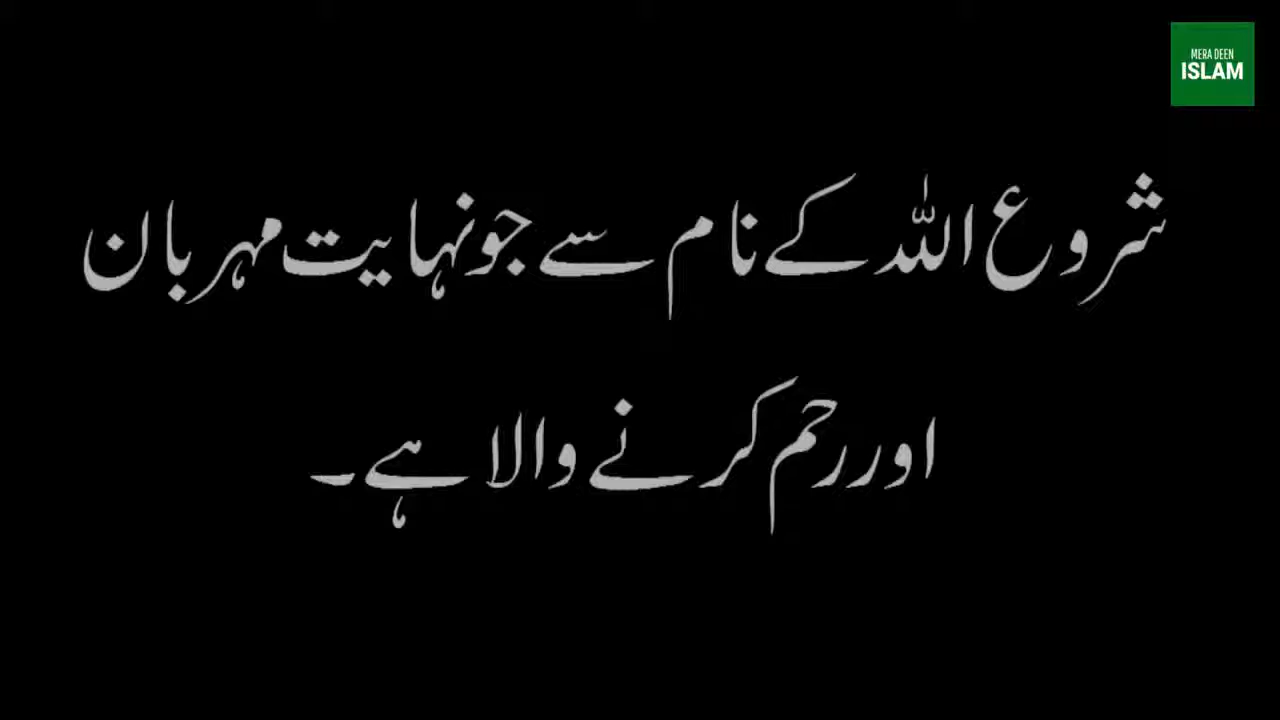 MERA DEEN
ISLAM
شروع اللہ کے نام سے جو نہایت مہربان
اور رحم کرنے والا ہے۔